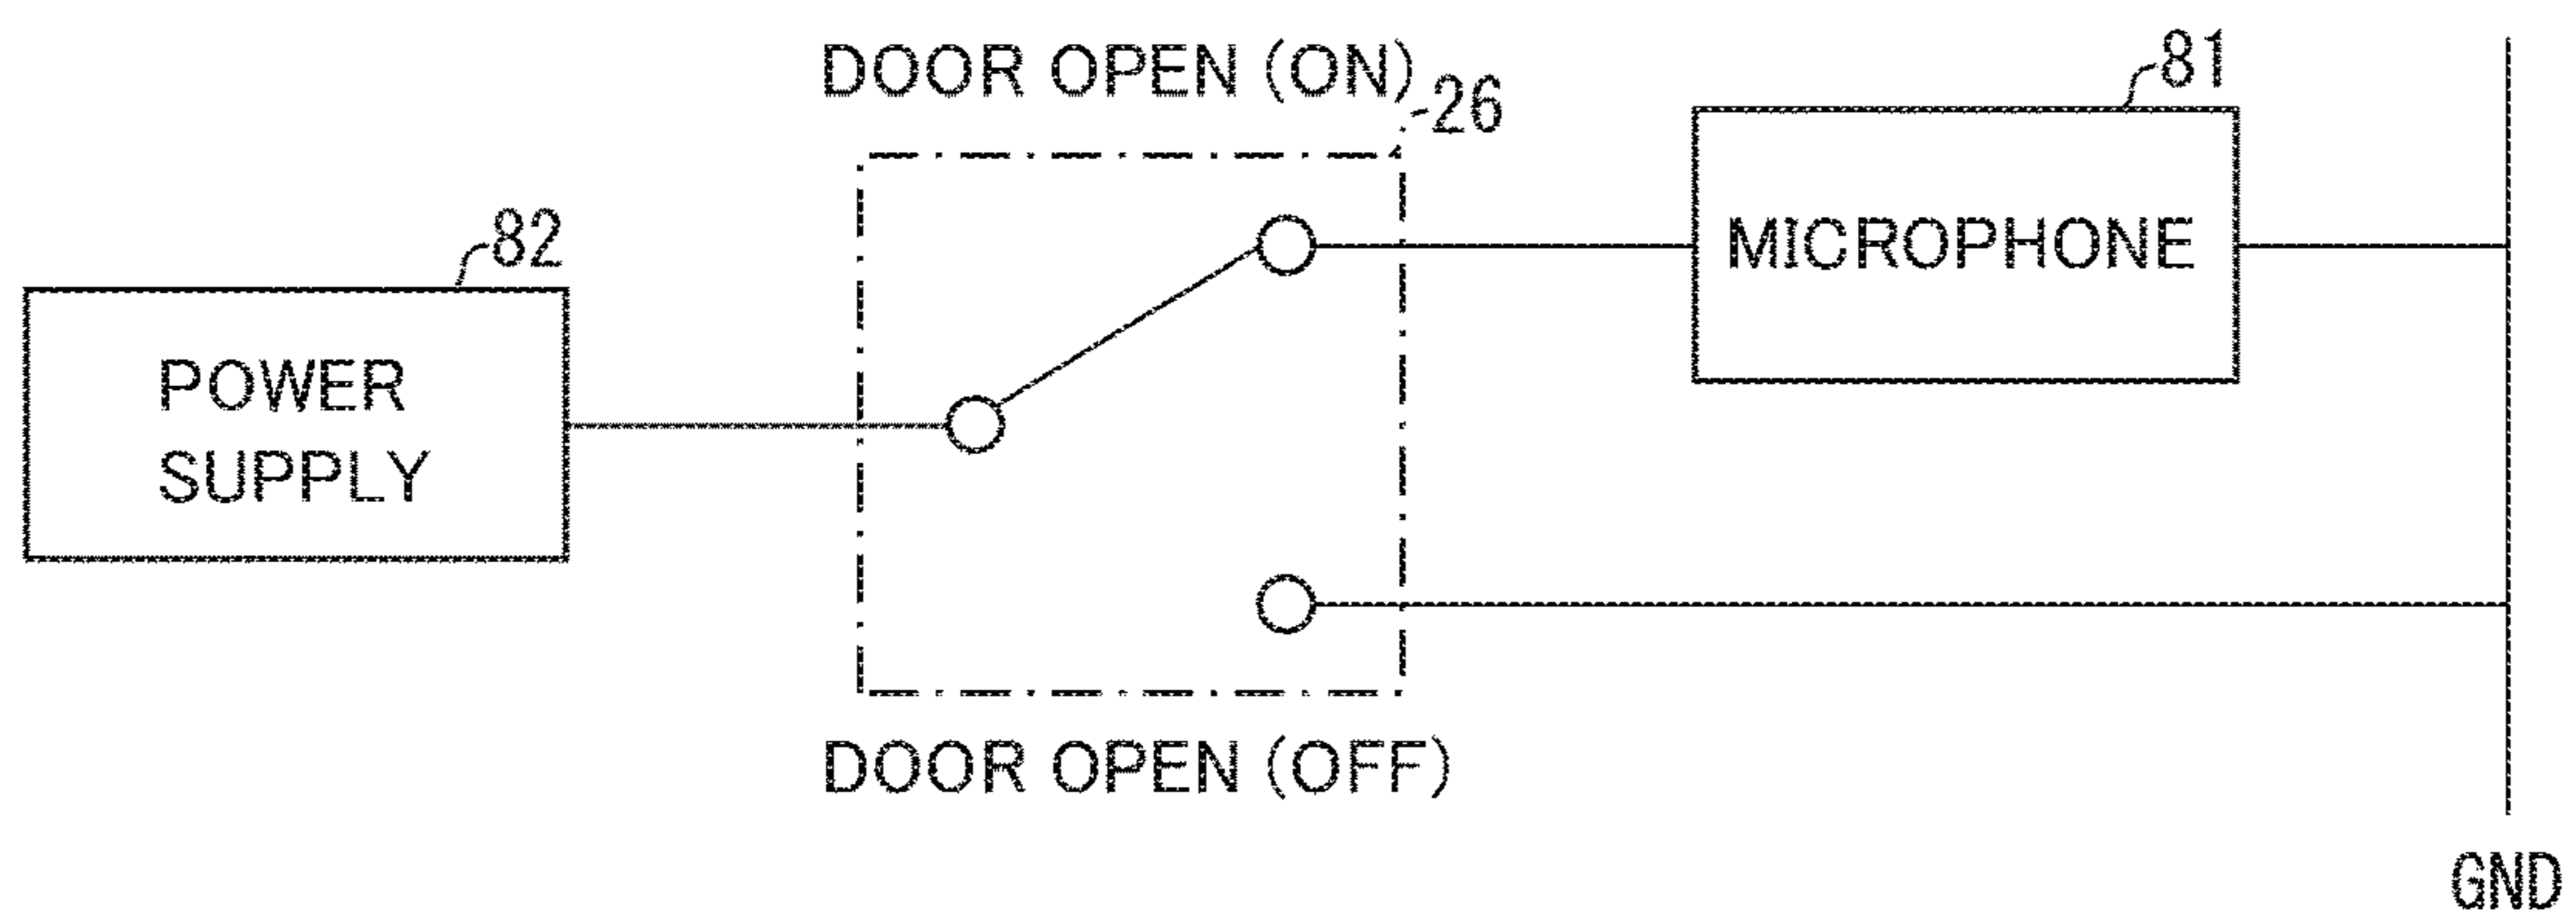 DOOR OPEN (ON)
26
81
MICROPHONE
82
POWER
SUPPLY
DOOR OPEN (OFF)
GND